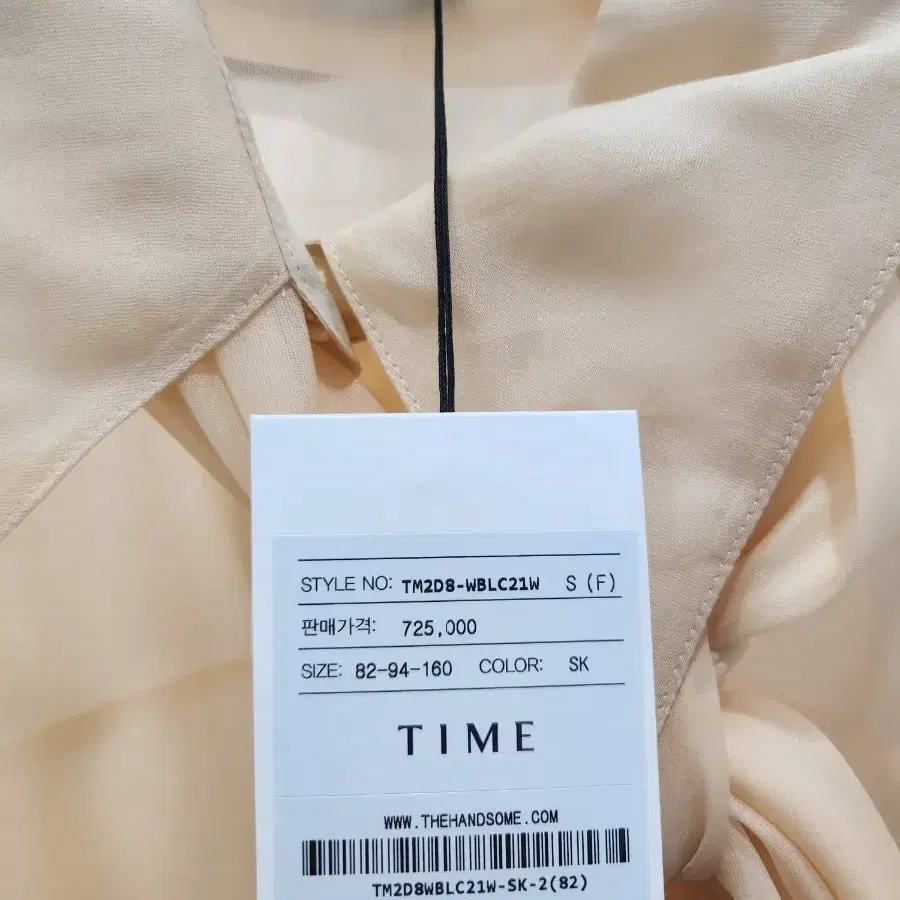 STYLE NO: TM2D8-WBLC21W S (F)
판매가격: 725,000
SIZE: 82-94-160 COLOR: SK
TIME
WWW.THEHANDSOME.COM
TM2D8WBLC21W-SK-2(82)